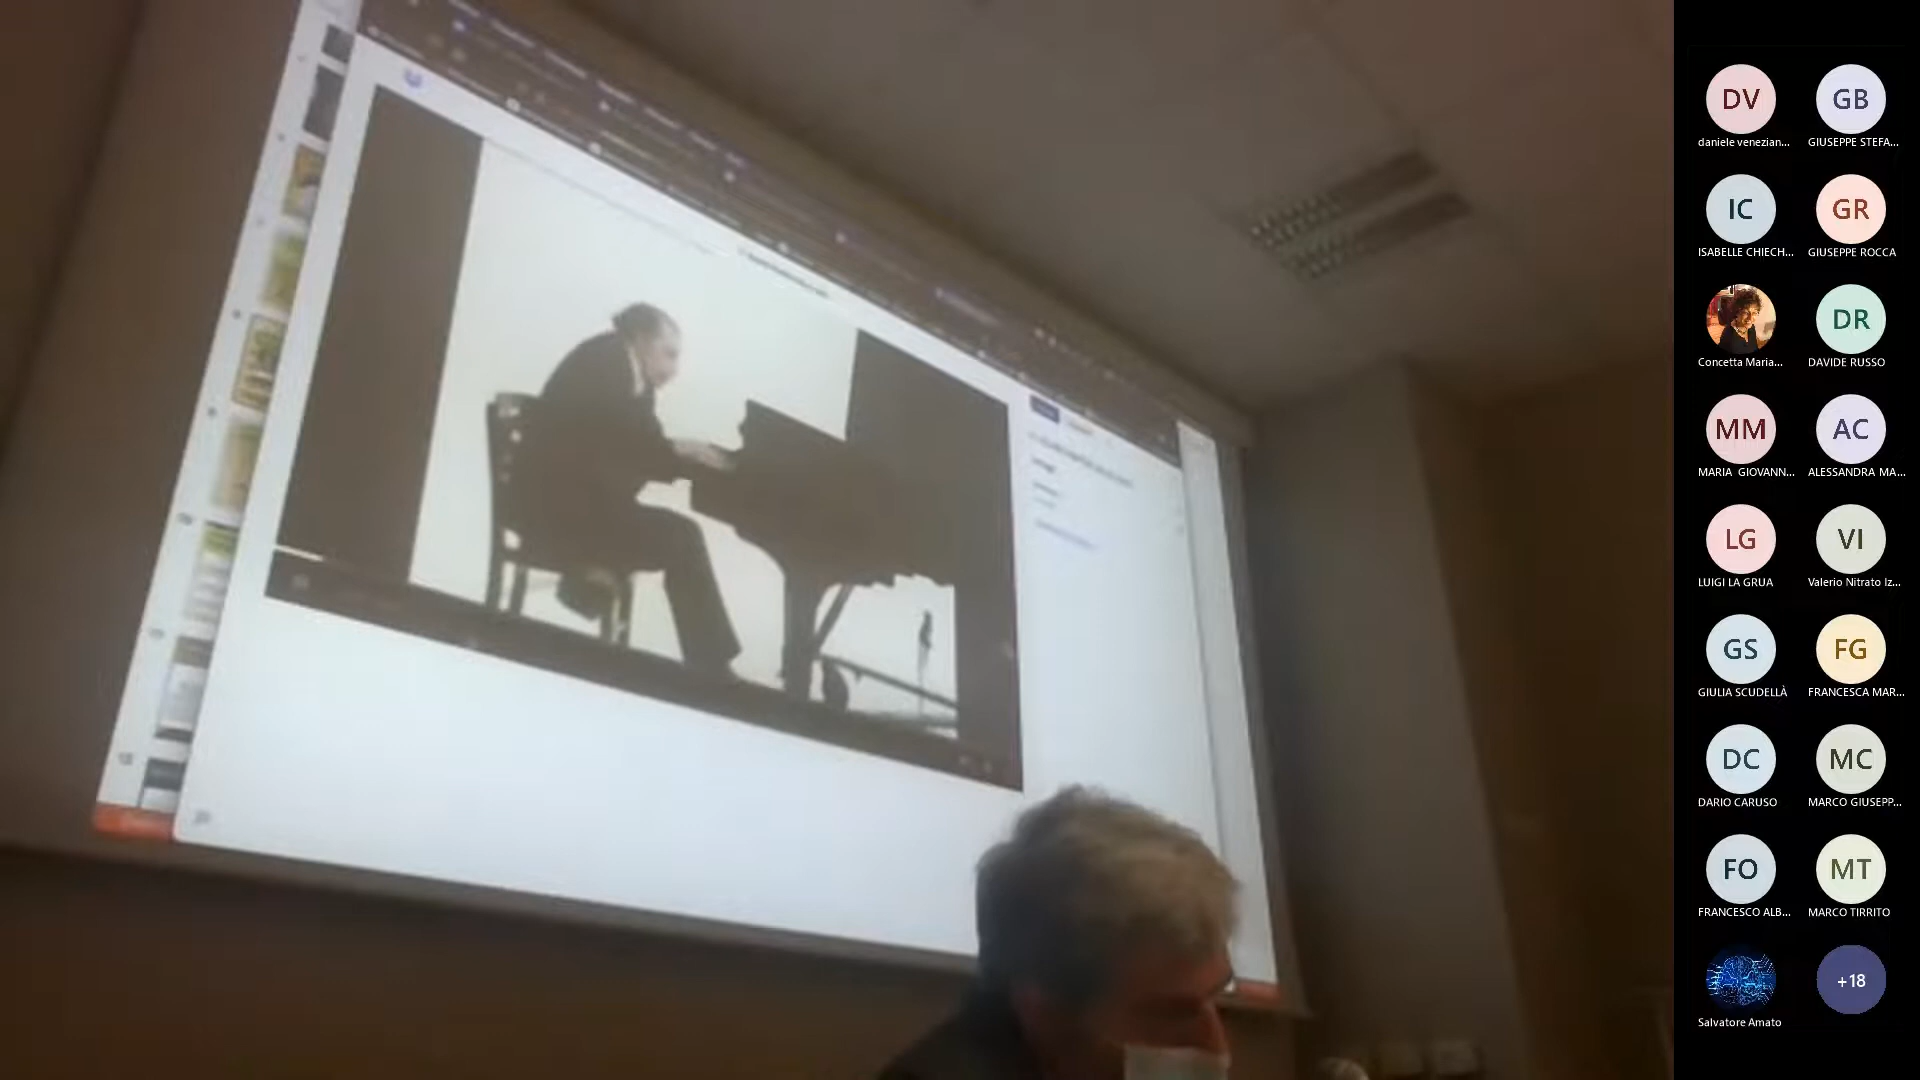 DV GB
daniele venezian... GIUSEPPE STEFA...
IC GR
ISABELLE CHIECH... GIUSEPPE ROCCA
DR
Concetta Maria... DAVIDE RUSSO
MM AC
MARIA GIOVANN... ALESSANDRA MA...
LG VI
LUIGI LA GRUA Valerio Nitrato Iz...
GS FG
GIULIA SCUDELLÀ FRANCESCA MAR...
DC MC
DARIO CARUSO MARCO GIUSEPP...
FO MT
FRANCESCO ALB... MARCO TIRRITO
+18
Salvatore Amato